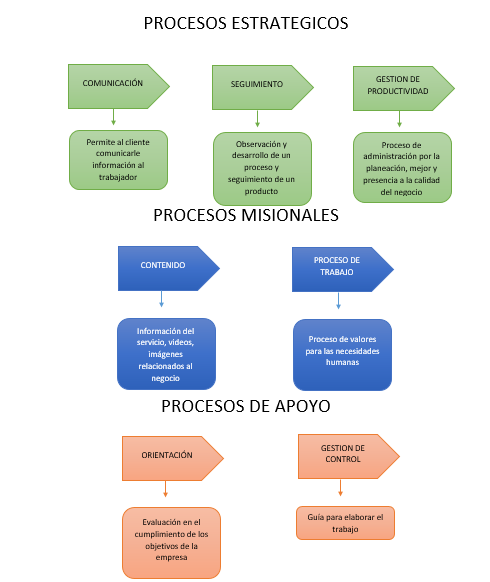 PROCESOS ESTRATEGICOS
COMUNICACIÓN
SEGUIMIENTO
GESTION DE
PRODUCTIVIDAD
Permite al cliente
comunicarle
información al
trabajador
Observación y
desarrollo de un
proceso y
seguimiento de un
producto
Proceso de
administración por la
planeación, mejor y
presencia a la calidad
del negocio
PROCESOS MISIONALES
CONTENIDO
PROCESO DE
TRABAJO
Información del
servicio, videos,
imágenes
relacionados al
negocio
Proceso de valores
para las necesidades
humanas
PROCESOS DE APOYO
ORIENTACIÓN
GESTION DE
CONTROL
Evaluación en el
cumplimiento de los
objetivos de la
empresa
Guía para elaborar el
trabajo